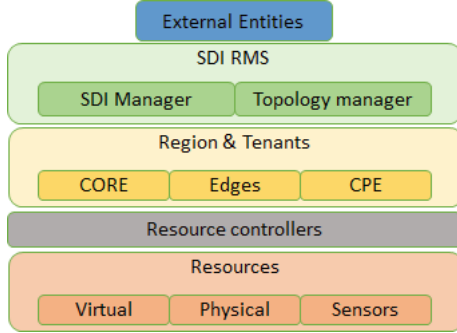 External Entities
SDI RMS
SDI Manager Topology manager
Region & Tenants
CORE Edges CPE
Resource controllers
Resources
Virtual Physical Sensors